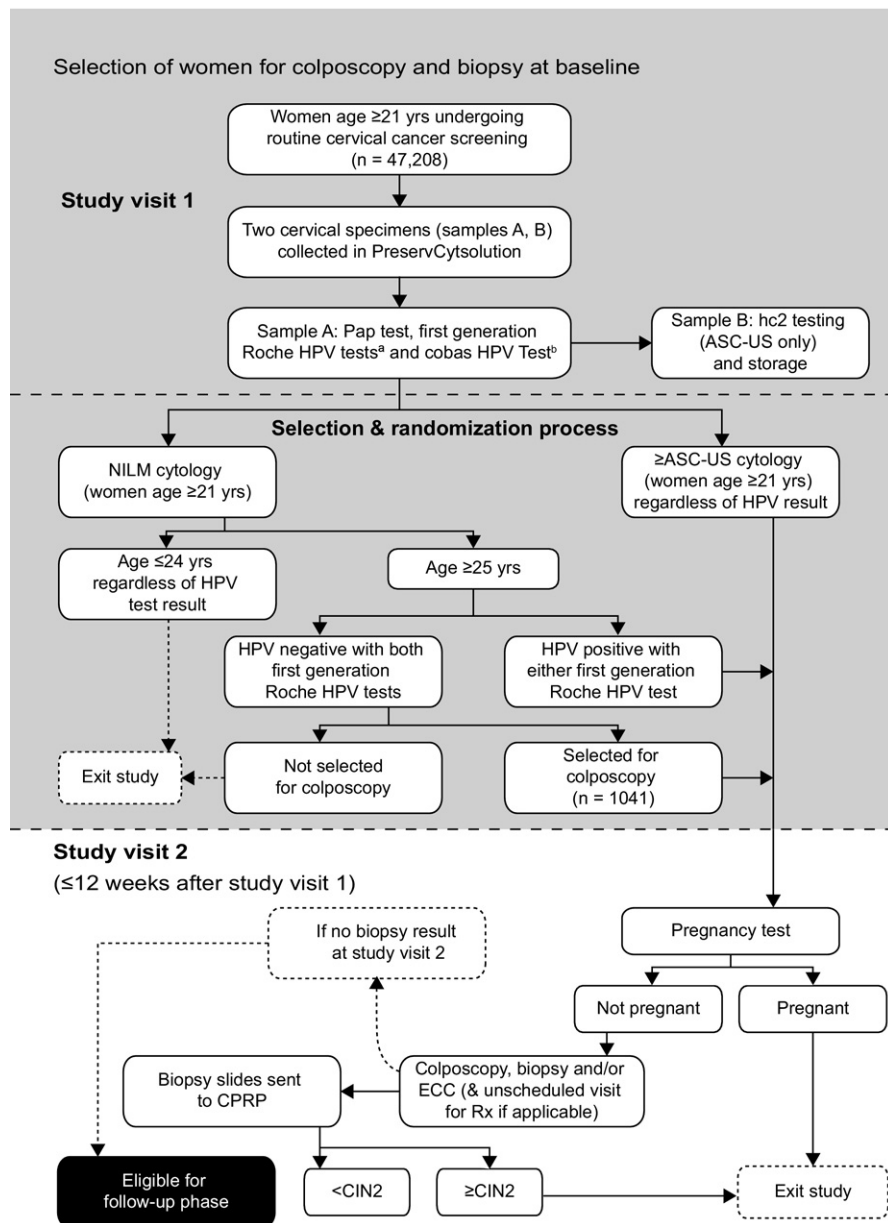 Selection of women for colposcopy and biopsy at baseline
Women age ≥21 yrs undergoing
routine cervical cancer screening
(n = 47,208)
Study visit 1
Two cervical specimens (samples A, B)
collected in PreservCytsolution
Sample A: Pap test, first generation
Roche HPV testsᵃ and cobas HPV Testᵇ
Sample B: hc2 testing
(ASC-US only)
and storage
Selection & randomization process
NILM cytology
(women age ≥21 yrs)
≥ASC-US cytology
(women age ≥21 yrs)
regardless of HPV result
Age ≤24 yrs
regardless of HPV
test result
Age ≥25 yrs
HPV negative with both
first generation
Roche HPV tests
HPV positive with
either first generation
Roche HPV test
Exit study
Not selected
for colposcopy
Selected for
colposcopy
(n = 1041)
Study visit 2
(≤12 weeks after study visit 1)
If no biopsy result
at study visit 2
Pregnancy test
Not pregnant
Pregnant
Biopsy slides sent
to CPRP
Colposcopy, biopsy and/or
ECC (& unscheduled visit
for Rx if applicable)
Eligible for
follow-up phase
<CIN2
≥CIN2
Exit study